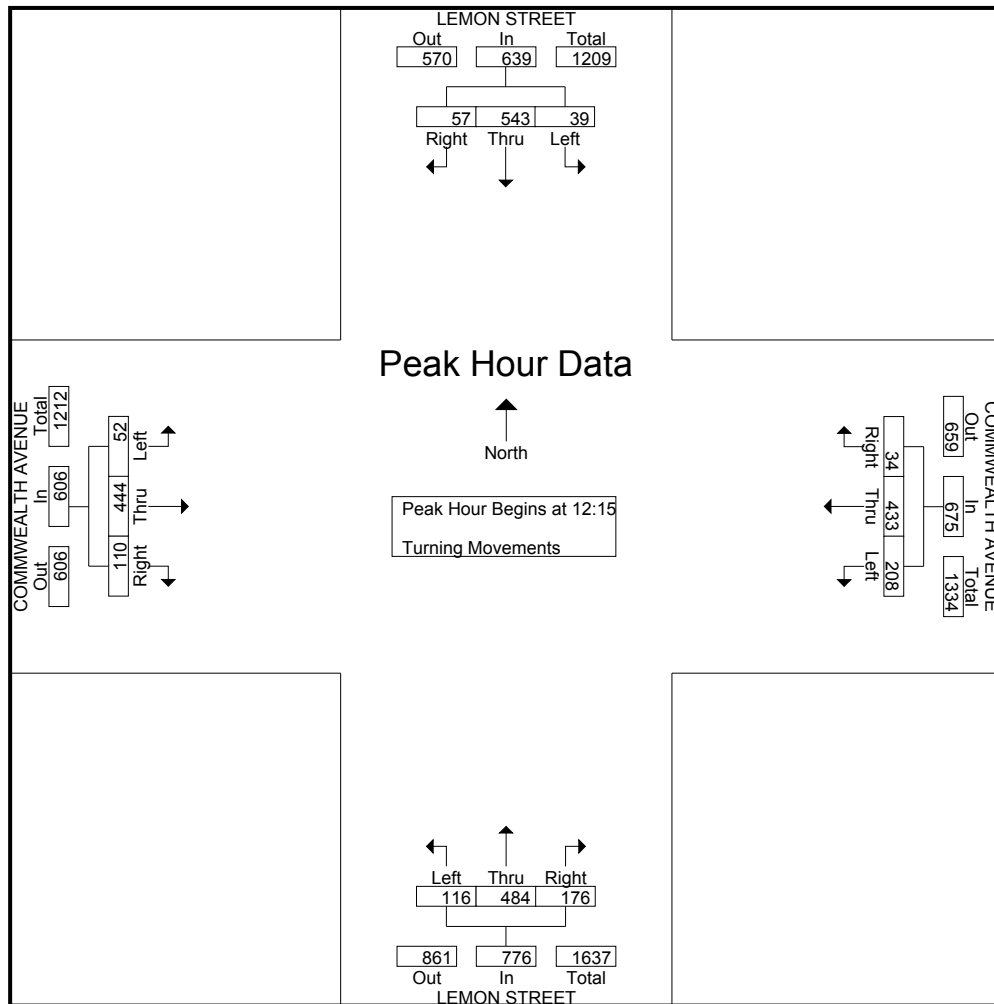 LEMON STREET
Out In Total
570 639 1209
57 543 39
Right Thru Left
Peak Hour Data
North
Peak Hour Begins at 12:15
Turning Movements
COMMWEALTH AVENUE
Total In Out
1212 606 606
52 444 110
Left Thru Right
COMMWEALTH AVENUE
Out In Total
659 675 1334
34 433 208
Right Thru Left
Left Thru Right
116 484 176
861 776 1637
Out In Total
LEMON STREET